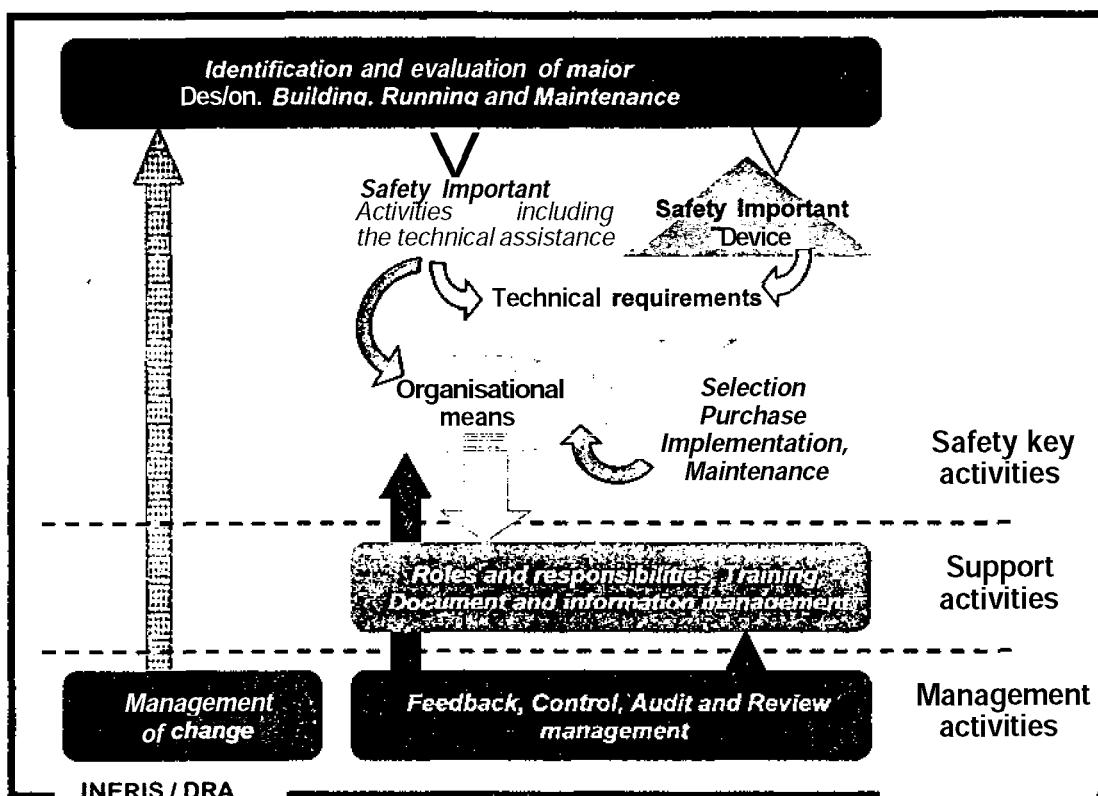 Identification and evaluation of maior
Des/on. Building. Running and Maintenance
Safety Important
Activities including
the technical assistance
Safety Important
Device
Technical requirements
Organisational
means
Selection
Purchase
Implementation,
Maintenance
Safety key
activities
Roles and responsibilities, Training,
Document and information management
Support
activities
Management
of change
Feedback, Control, Audit and Review
management
Management
activities
INERIS / DRA